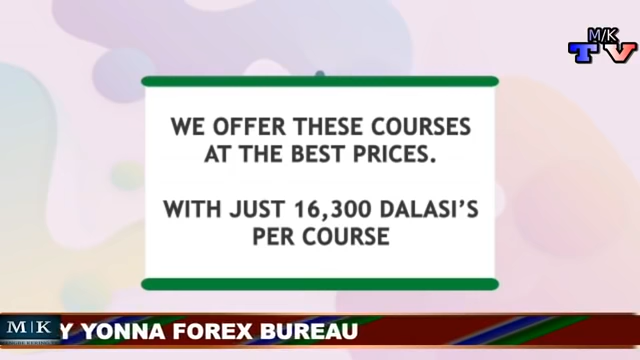 M/K
TV
WE OFFER THESE COURSES
AT THE BEST PRICES.
WITH JUST 16,300 DALASI'S
PER COURSE
M|K
Y YONNA FOREX BUREAU